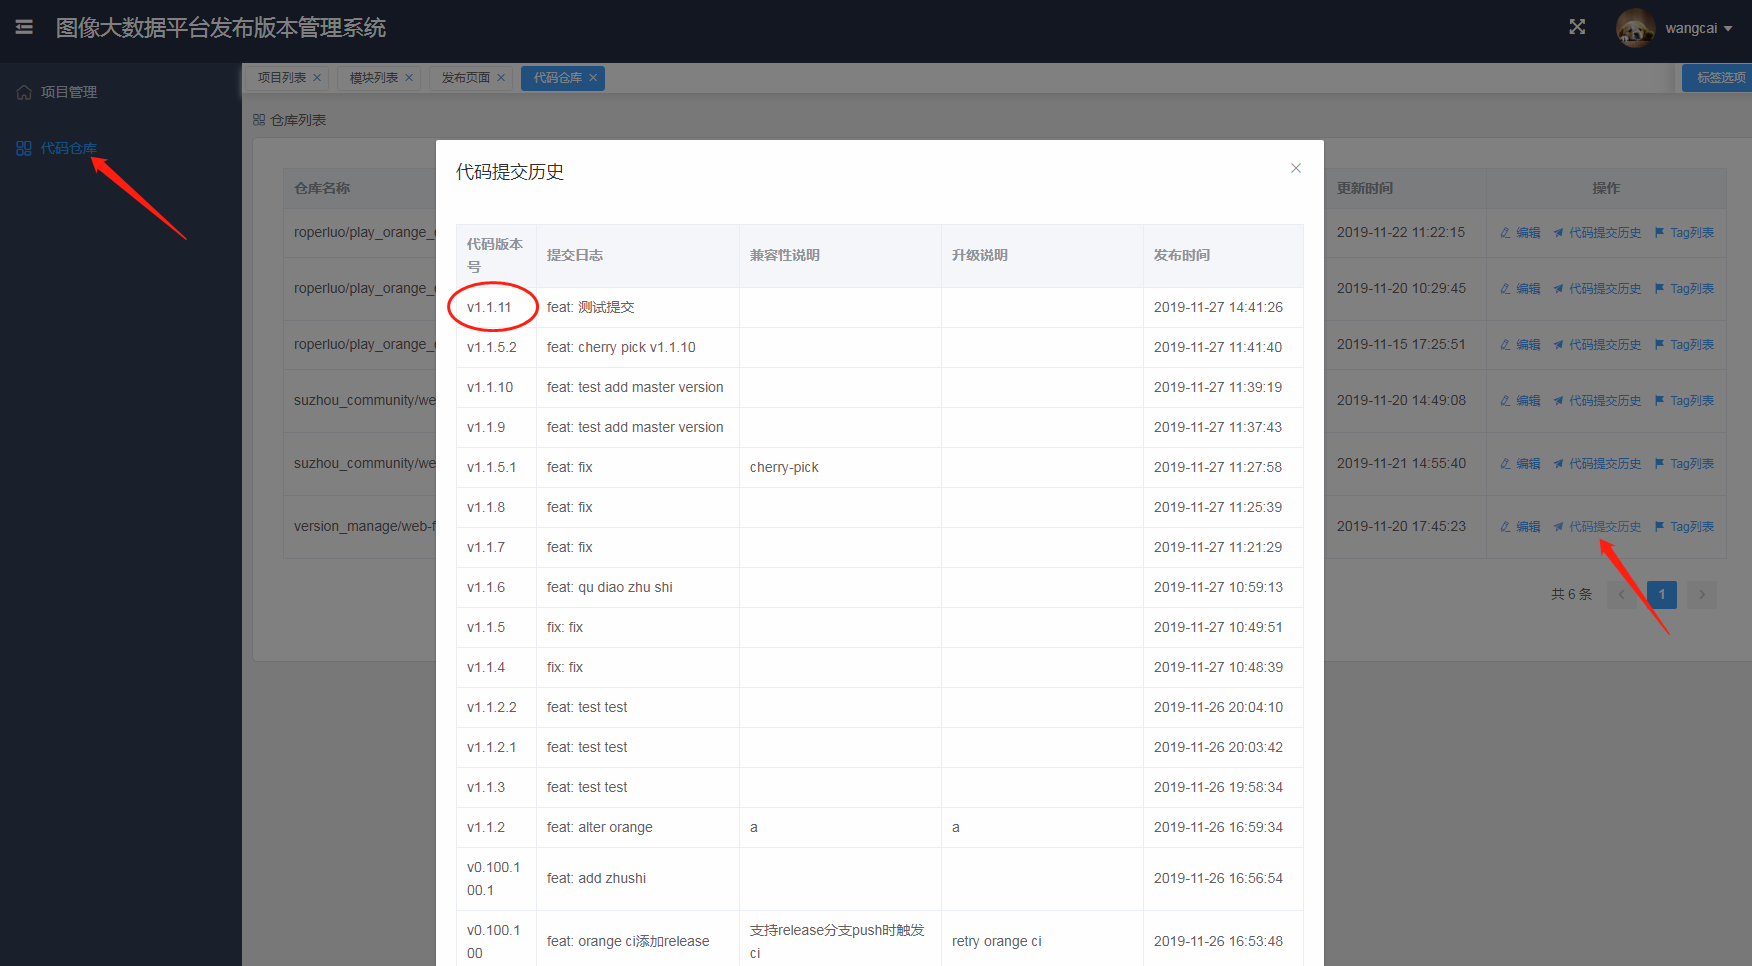 图像大数据平台发布版本管理系统
wangcai
项目管理
代码仓库
项目列表
模块列表
发布页面
代码仓库
标签选项
仓库列表
仓库名称
更新时间
操作
roperluo/play_orange_
2019-11-22 11:22:15
编辑
代码提交历史
Tag列表
roperluo/play_orange_
2019-11-20 10:29:45
编辑
代码提交历史
Tag列表
roperluo/play_orange_
2019-11-15 17:25:51
编辑
代码提交历史
Tag列表
suzhou_community/we
2019-11-20 14:49:08
编辑
代码提交历史
Tag列表
suzhou_community/we
2019-11-21 14:55:40
编辑
代码提交历史
Tag列表
version_manage/web-f
2019-11-20 17:45:23
编辑
代码提交历史
Tag列表
共 6 条
1
代码提交历史
代码版本
号
提交日志
兼容性说明
升级说明
发布时间
v1.1.11
feat: 测试提交
2019-11-27 14:41:26
v1.1.5.2
feat: cherry pick v1.1.10
2019-11-27 11:41:40
v1.1.10
feat: test add master version
2019-11-27 11:39:19
v1.1.9
feat: test add master version
2019-11-27 11:37:43
v1.1.5.1
feat: fix
cherry-pick
2019-11-27 11:27:58
v1.1.8
feat: fix
2019-11-27 11:25:39
v1.1.7
feat: fix
2019-11-27 11:21:29
v1.1.6
feat: qu diao zhu shi
2019-11-27 10:59:13
v1.1.5
fix: fix
2019-11-27 10:49:51
v1.1.4
fix: fix
2019-11-27 10:48:39
v1.1.2.2
feat: test test
2019-11-26 20:04:10
v1.1.2.1
feat: test test
2019-11-26 20:03:42
v1.1.3
feat: test test
2019-11-26 19:58:34
v1.1.2
feat: alter orange
a
a
2019-11-26 16:59:34
v0.100.1
00.1
feat: add zhushi
2019-11-26 16:56:54
v0.100.1
00
feat: orange ci添加release
支持release分支push时触发
ci
retry orange ci
2019-11-26 16:53:48